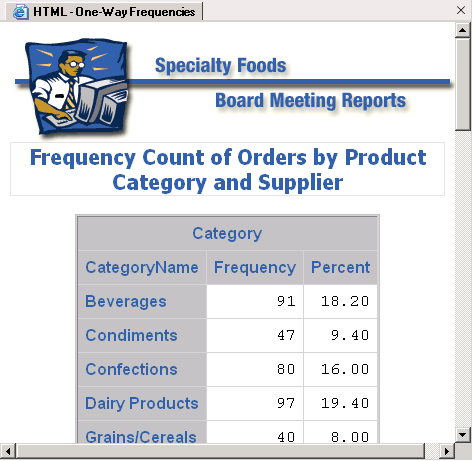 HTML - One-Way Frequencies
Specialty Foods
Board Meeting Reports
Frequency Count of Orders by Product
Category and Supplier
Category
CategoryName Frequency Percent
Beverages 91 18.20
Condiments 47 9.40
Confections 80 16.00
Dairy Products 97 19.40
Grains/Cereals 40 8.00